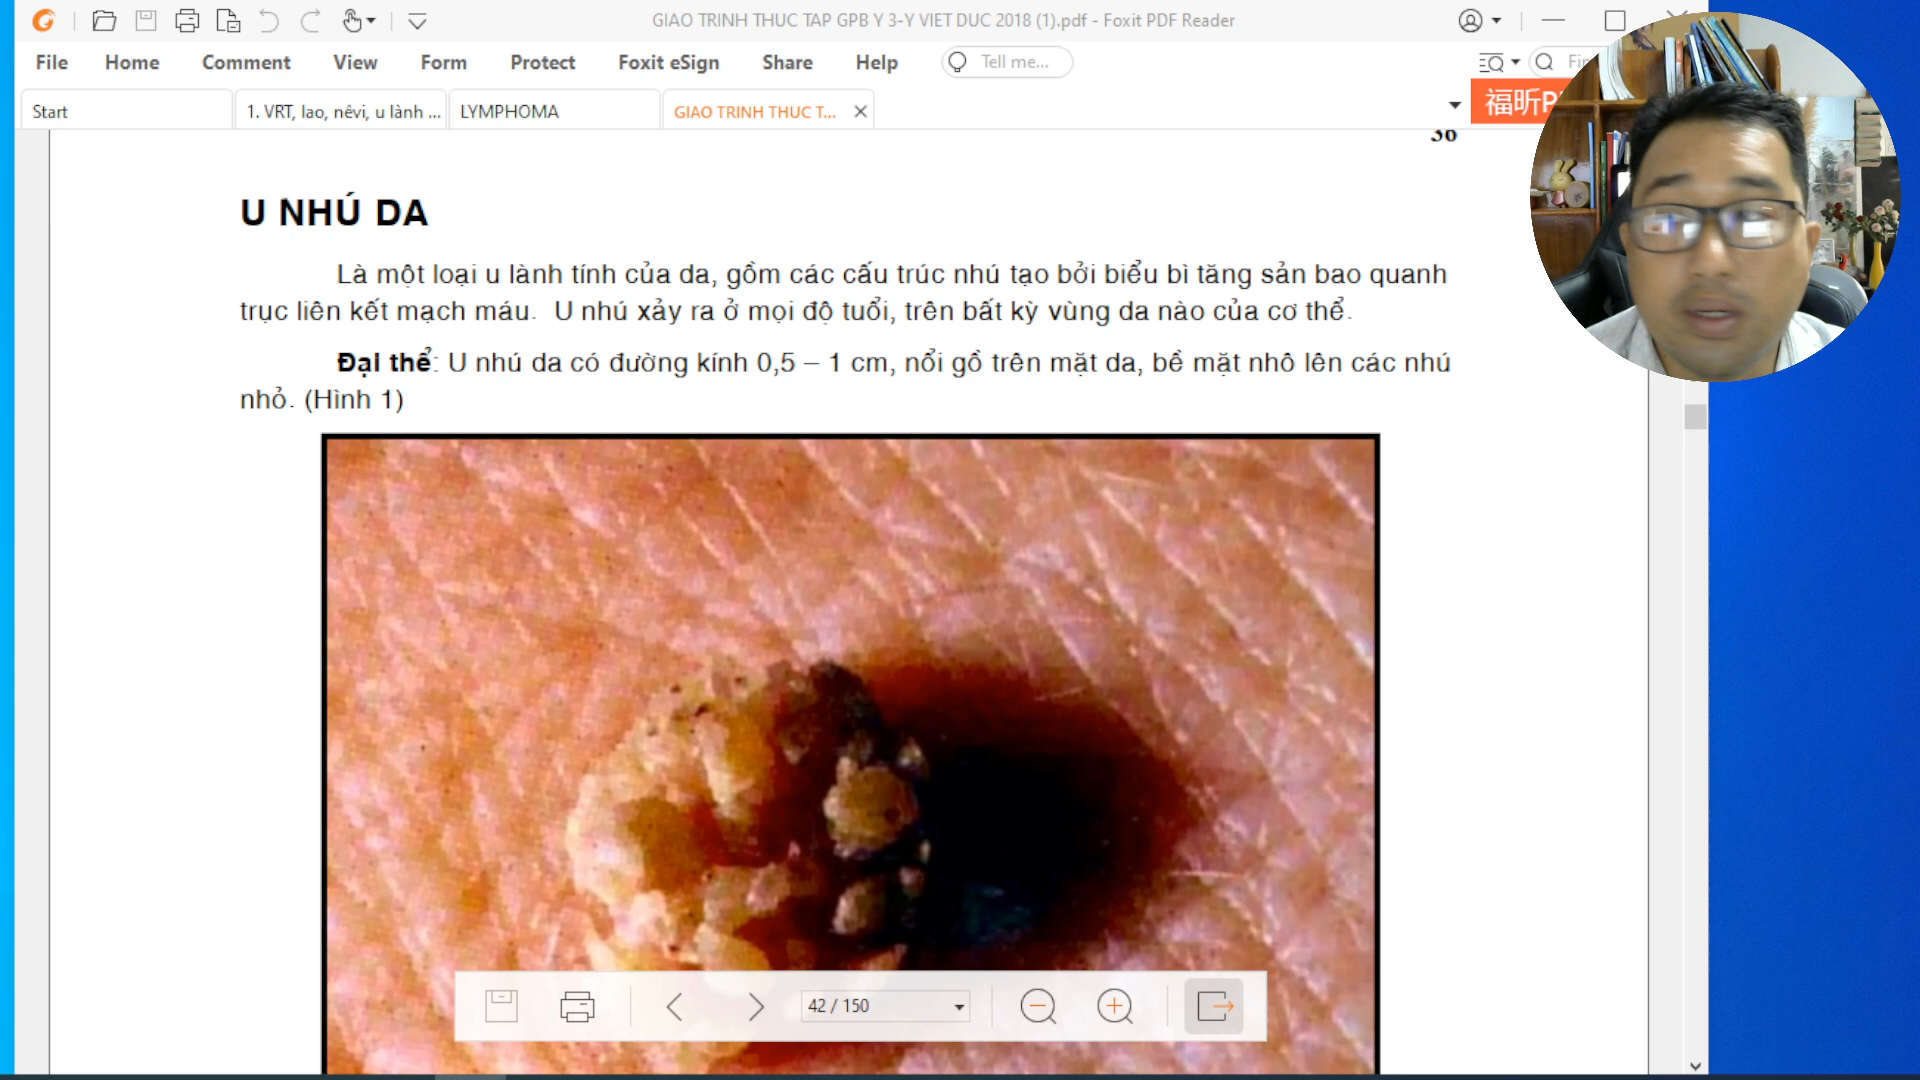 GIAO TRINH THUC TAP GPB Y 3-Y VIET DUC 2018 (1).pdf - Foxit PDF Reader
File Home Comment View Form Protect Foxit eSign Share Help Tell me...
Start 1. VRT, lao, nêvi, u lành ... LYMPHOMA GIAO TRINH THUC T... 福昕
36
U NHÚ DA
Là một loại u lành tính của da, gồm các cấu trúc nhú tạo bởi biểu bì tăng sản bao quanh
trục liên kết mạch máu. U nhú xảy ra ở mọi độ tuổi, trên bất kỳ vùng da nào của cơ thể.
Đại thể: U nhú da có đường kính 0,5 – 1 cm, nổi gồ trên mặt da, bề mặt nhô lên các nhú
nhỏ. (Hình 1)
42 / 150